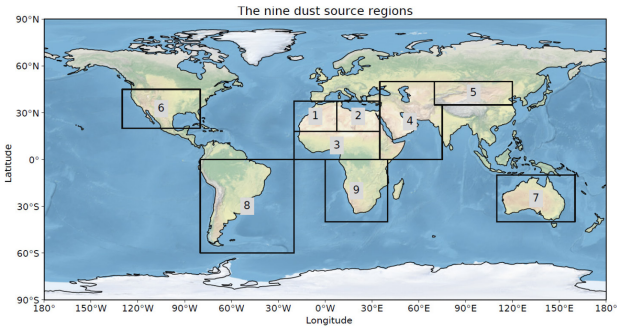 The nine dust source regions
90°N
60°N
30°N
0°
30°S
60°S
90°S
Latitude
1
2
3
4
5
6
7
8
9
180° 150°W 120°W 90°W 60°W 30°W 0° 30°E 60°E 90°E 120°E 150°E 180°
Longitude